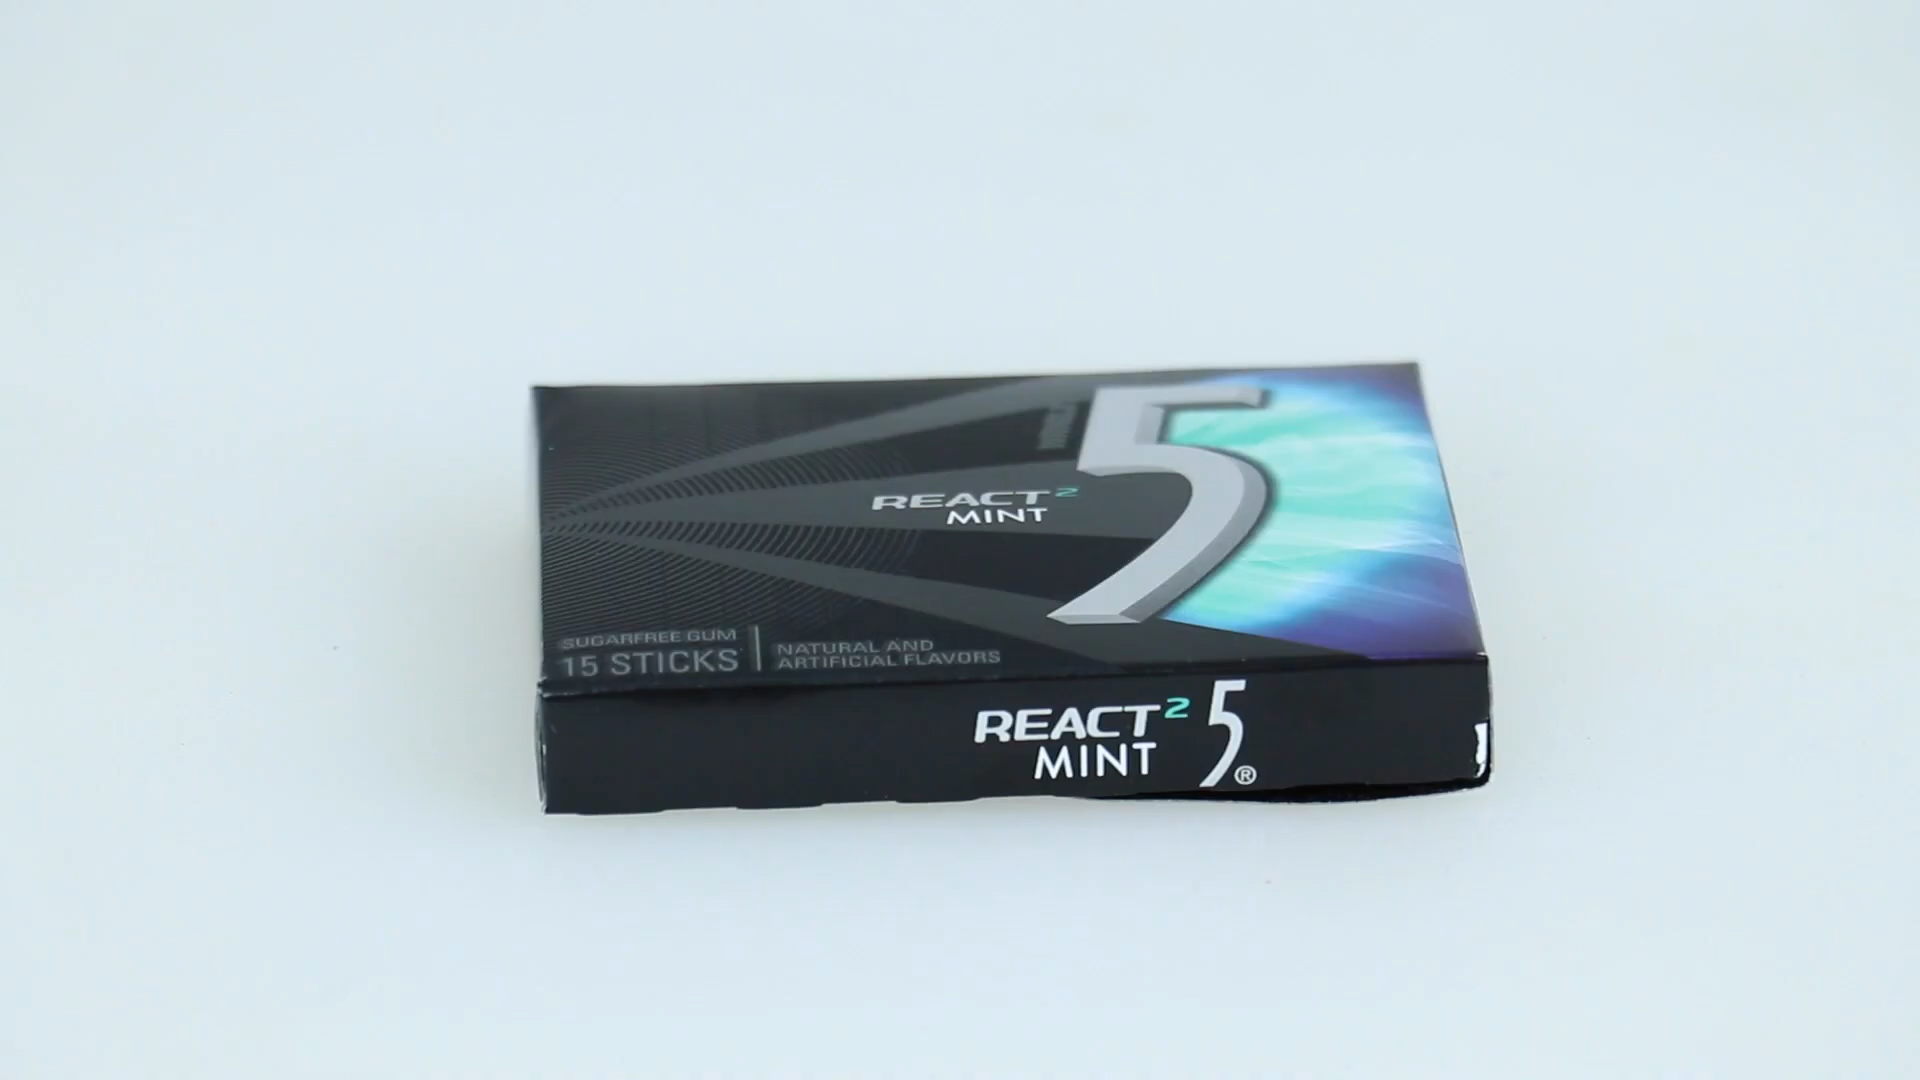 REACT² 5
MINT
SUGARFREE GUM
15 STICKS
NATURAL AND
ARTIFICIAL FLAVORS
REACT² 5®
MINT